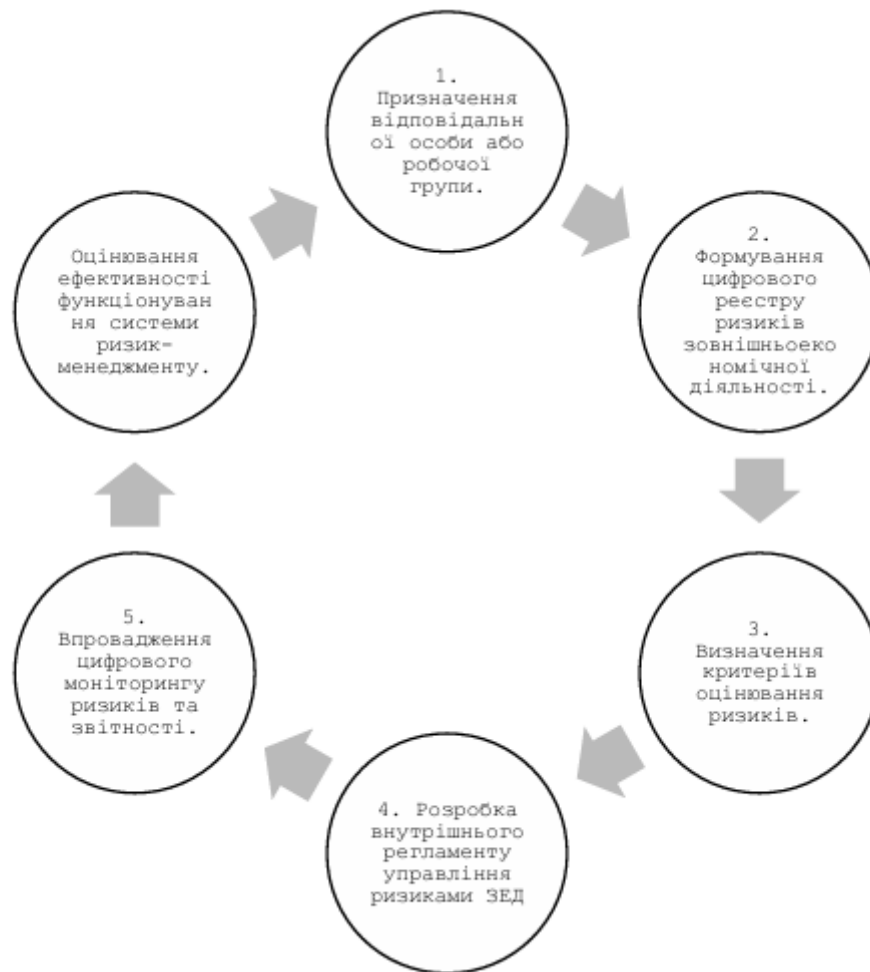 1.
Призначення
відповідальн
ої особи або
робочої
групи.
2.
Формування
цифрового
реєстру
ризиків
зовнішньоеко
номічної
діяльності.
3.
Визначення
критеріїв
оцінювання
ризиків.
4. Розробка
внутрішнього
регламенту
управління
ризиками ЗЕД
5.
Впровадження
цифрового
моніторингу
ризиків та
звітності.
Оцінювання
ефективності
функціонуван
ня системи
ризик-
менеджменту.